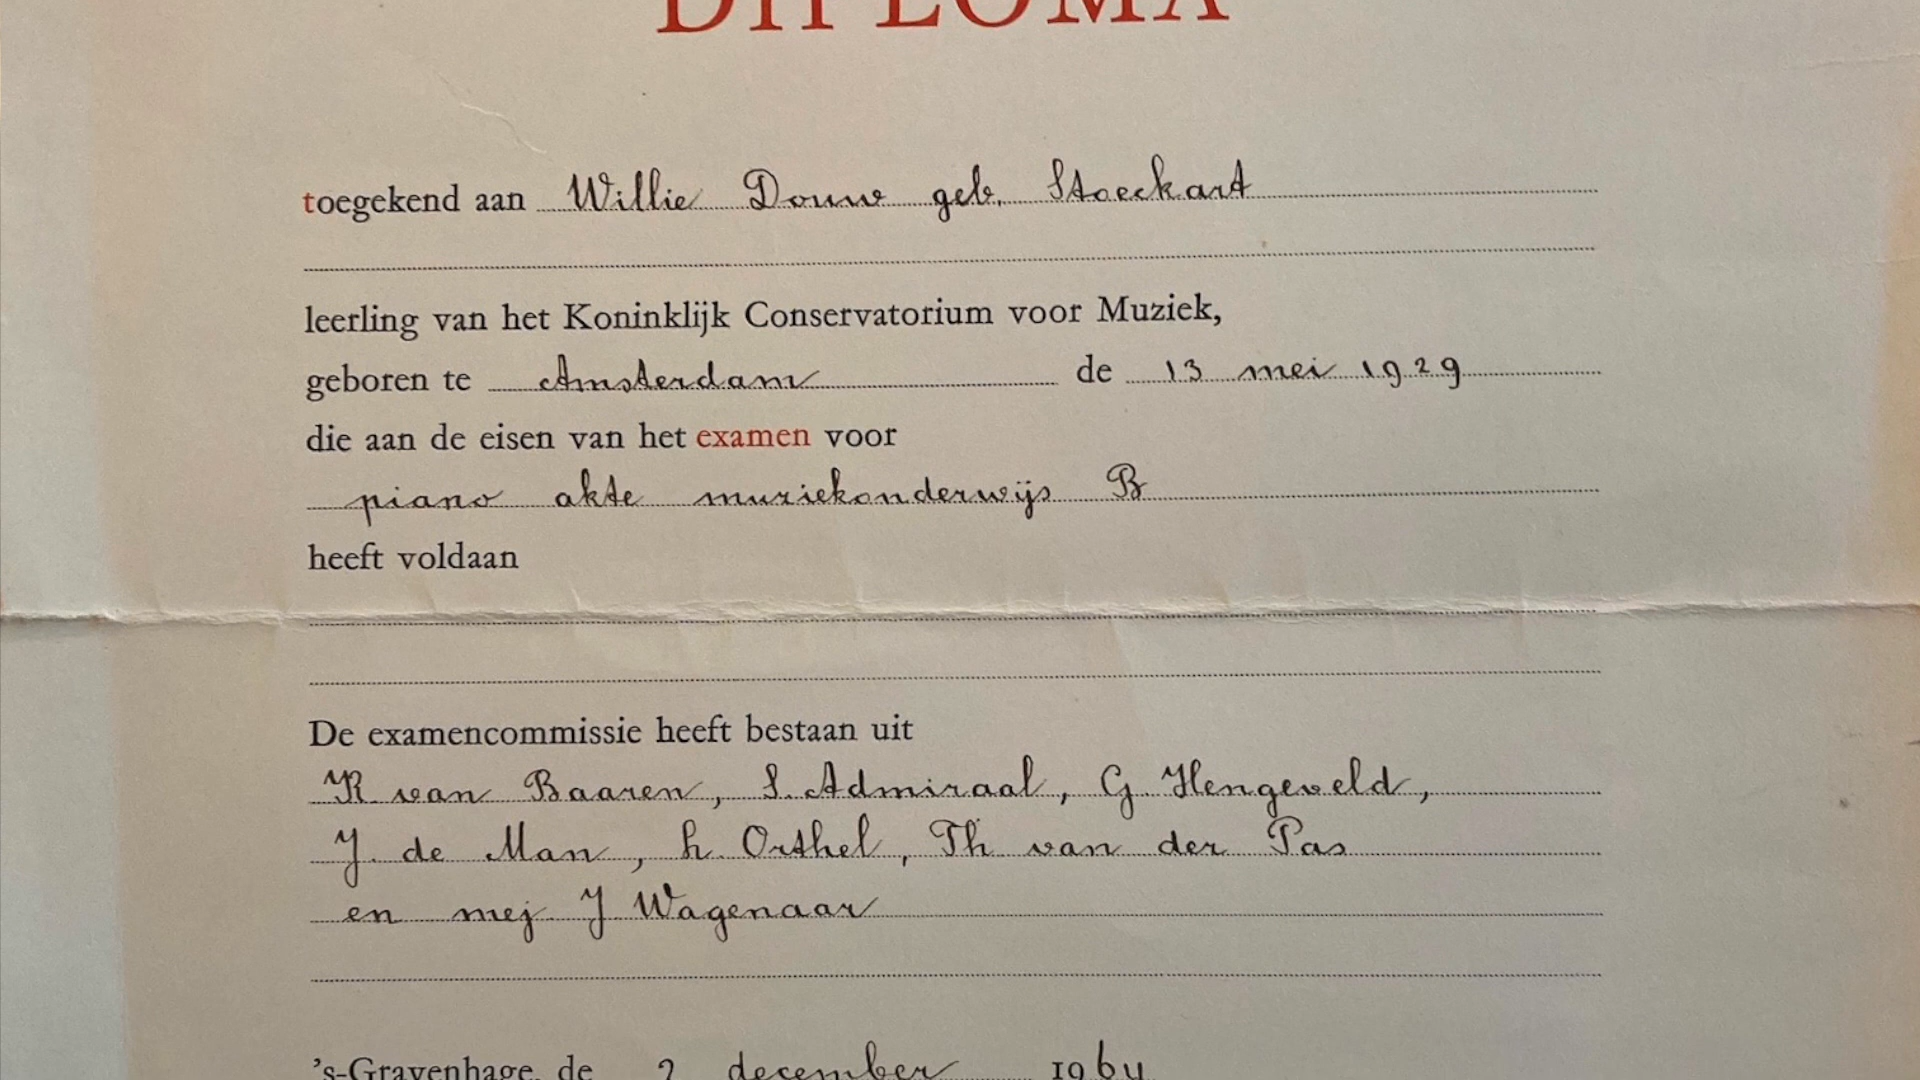 DIPLOMA
toegekend aan Willie Douw geb. Stoeckart
leerling van het Koninklijk Conservatorium voor Muziek,
geboren te Amsterdam de 13 mei 1929
die aan de eisen van het examen voor
piano akte muziekonderwijs B
heeft voldaan
De examencommissie heeft bestaan uit
K. van Baaren, S. Admiraal, G. Hengeveld,
J. de Man, L. Orthel, Th van der Pas
en mej. J Wagenaar
's-Gravenhage, de 2 december 1964